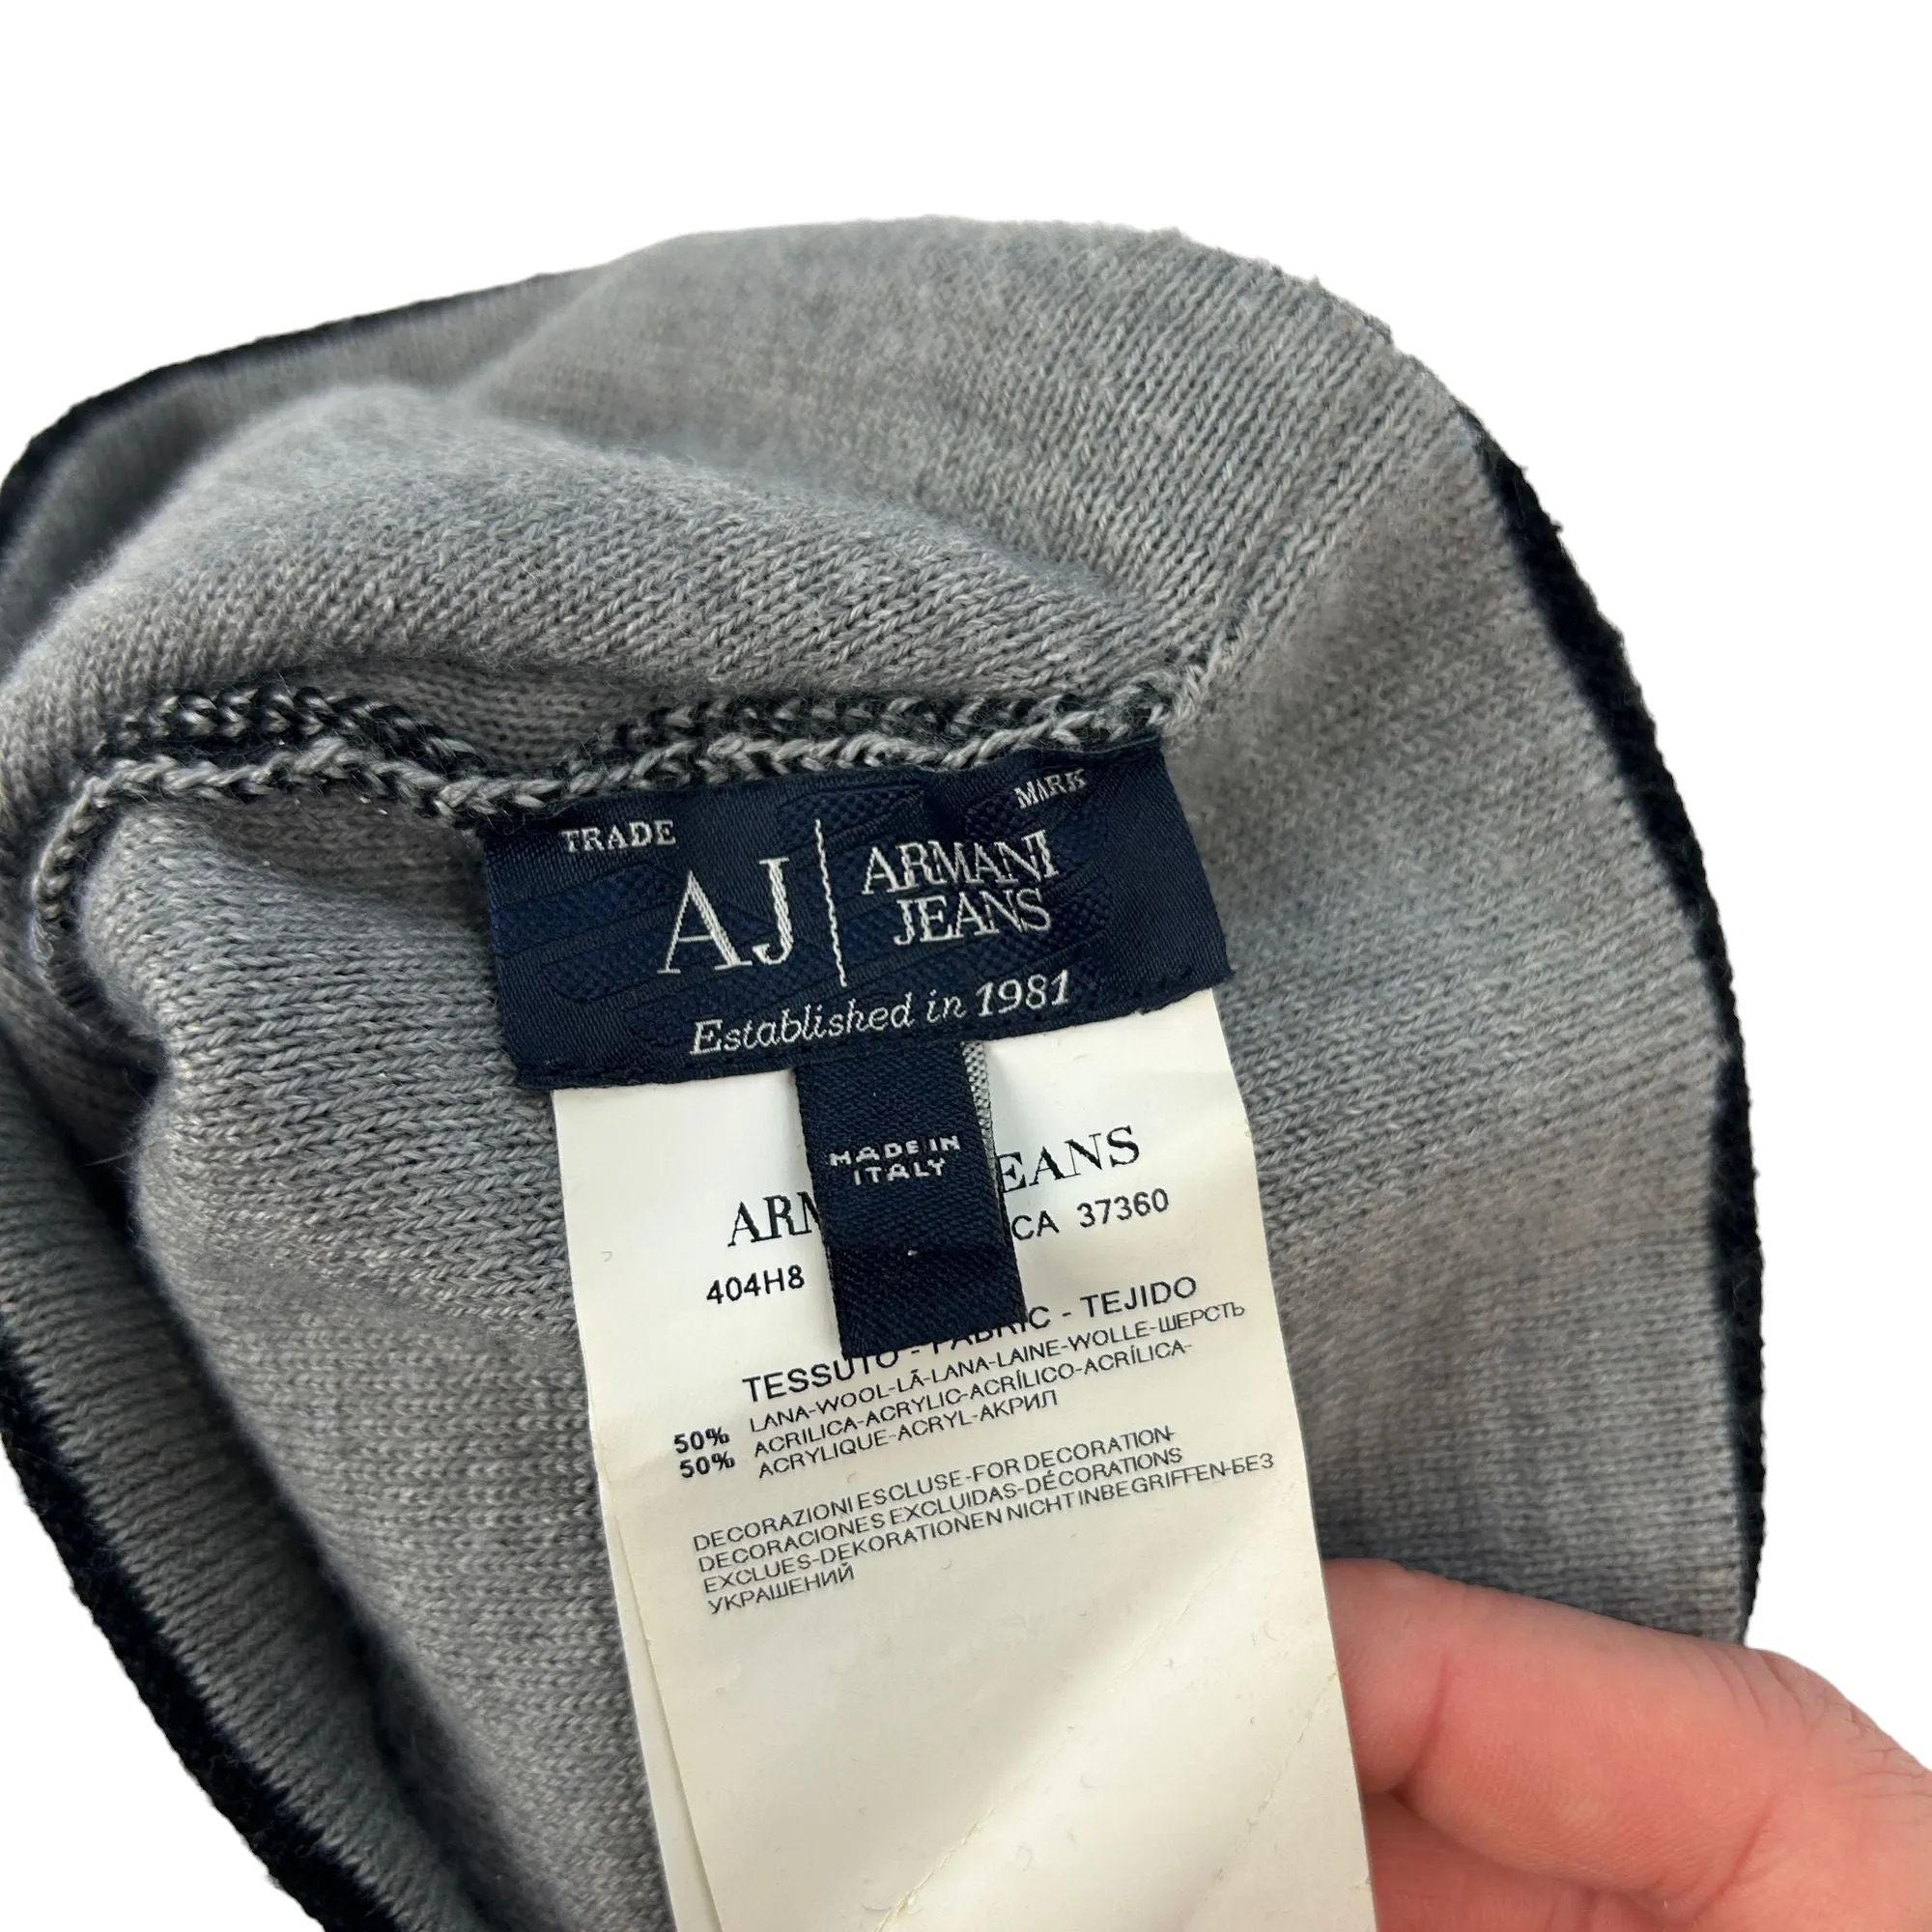 TRADE MARK
AJ ARMANI
JEANS
Established in 1981
MADE IN
ITALY
EANS
404H8 CA 37360
TESSUTO - FABRIC - TEJIDO
50% LANA-WOOL-LÃ-LANA-LAINE-WOLLE-ШЕРСТЬ
50% ACRILICA-ACRYLIC-ACRÍLICO-ACRÍLICA-
ACRYLIQUE-ACRYL-АКРИЛ
DECORAZIONI ESCLUSE-FOR DECORATION-
DECORACIONES EXCLUIDAS-DÉCORATIONS
EXCLUES-DEKORATIONEN NICHT INBEGRIFFEN-БЕЗ
УКРАШЕНИЙ